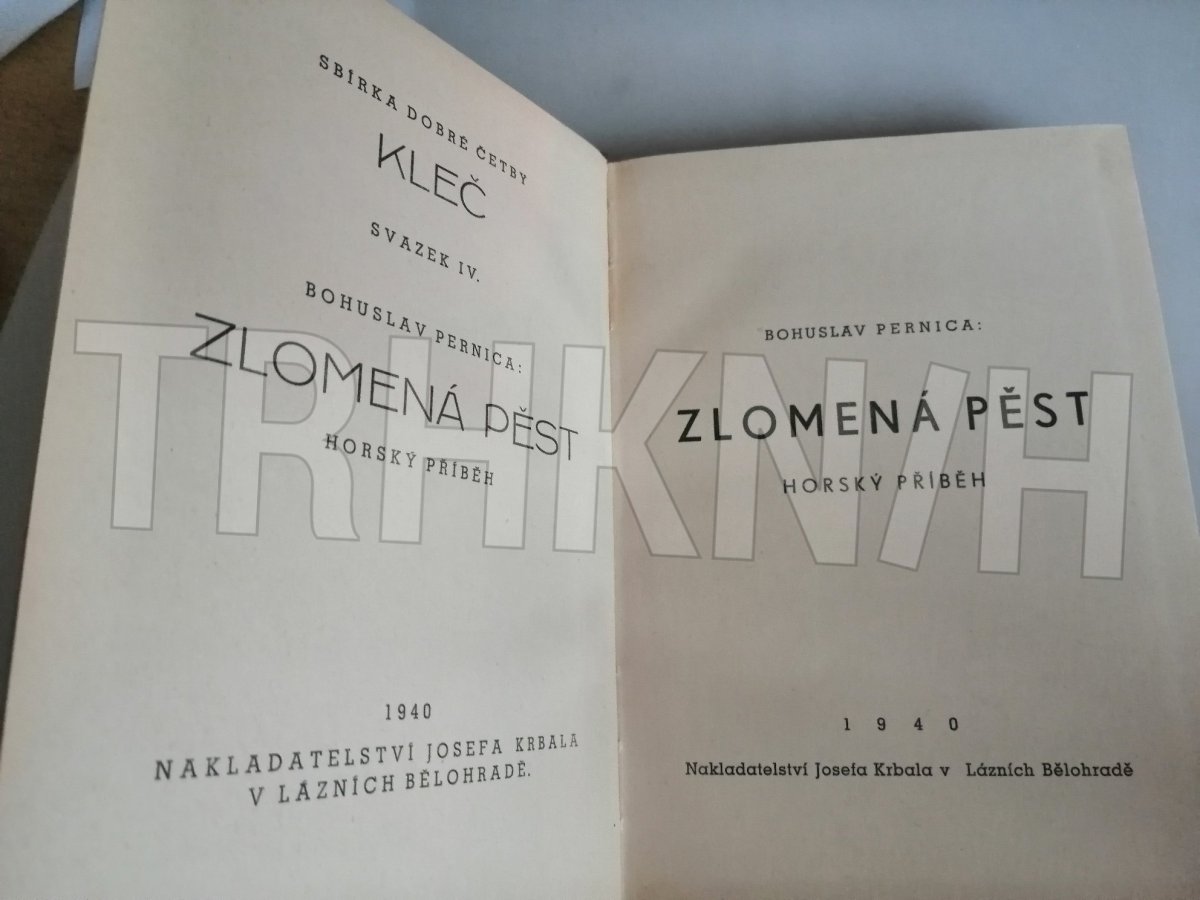 SBÍRKA DOBRÉ ČETBY
KLEČ
SVAZEK IV.
BOHUSLAV PERNICA:
ZLOMENÁ PĚST
HORSKÝ PŘÍBĚH
1940
NAKLADATELSTVÍ JOSEFA KRBALA
V LÁZNÍCH BĚLOHRADĚ.
BOHUSLAV PERNICA:
ZLOMENÁ PĚST
HORSKÝ PŘÍBĚH
1 9 4 0
Nakladatelství Josefa Krbala v Lázních Bělohradě
TRHKN/H